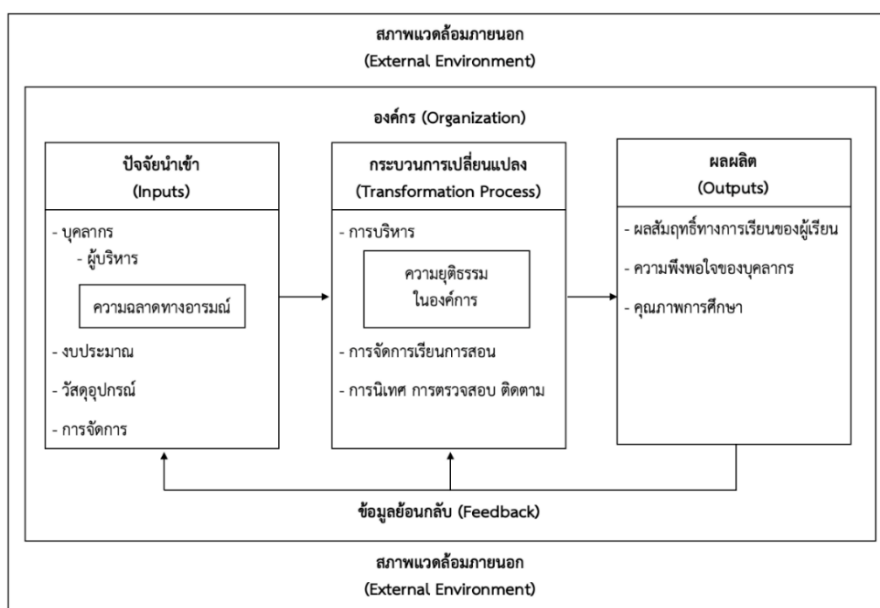 สภาพแวดล้อมภายนอก
(External Environment)
องค์กร (Organization)
ปัจจัยนำเข้า
(Inputs)
- บุคลากร
- ผู้บริหาร
ความฉลาดทางอารมณ์
- งบประมาณ
- วัสดุอุปกรณ์
- การจัดการ
กระบวนการเปลี่ยนแปลง
(Transformation Process)
- การบริหาร
ความยุติธรรม
ในองค์การ
- การจัดการเรียนการสอน
- การนิเทศ การตรวจสอบ ติดตาม
ผลผลิต
(Outputs)
- ผลสัมฤทธิ์ทางการเรียนของผู้เรียน
- ความพึงพอใจของบุคลากร
- คุณภาพการศึกษา
ข้อมูลย้อนกลับ (Feedback)
สภาพแวดล้อมภายนอก
(External Environment)